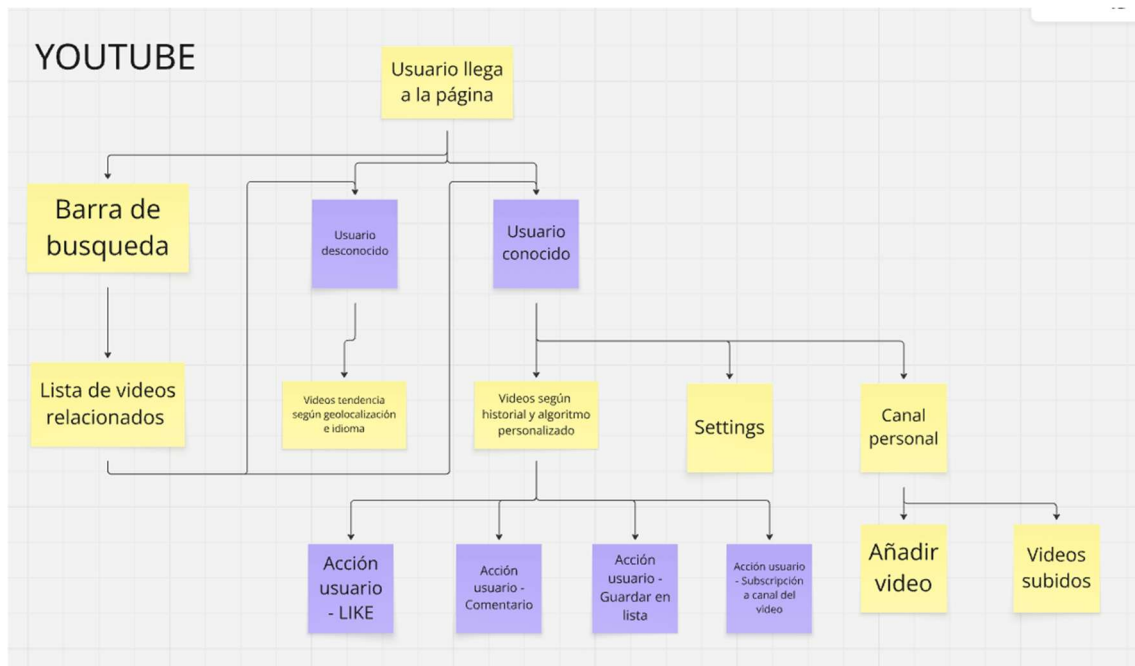 YOUTUBE
Usuario llega
a la página
Barra de
busqueda
Usuario
desconocido
Usuario
conocido
Lista de videos
relacionados
Videos tendencia
según geolocalización
e idioma
Videos según
historial y algoritmo
personalizado
Settings
Canal
personal
Acción
usuario
- LIKE
Acción
usuario -
Comentario
Acción
usuario -
Guardar en
lista
Acción usuario
- Subscripción
a canal del
video
Añadir
video
Videos
subidos